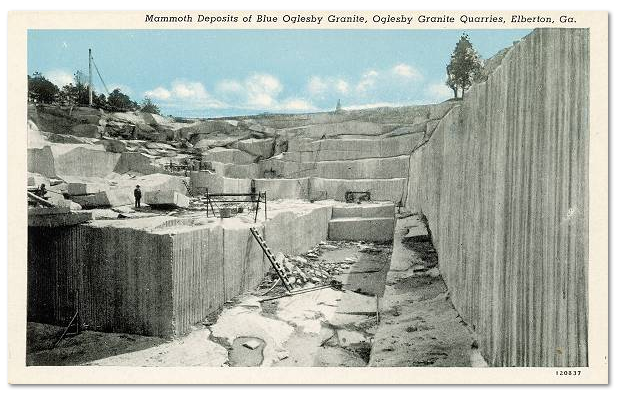 Mammoth Deposits of Blue Oglesby Granite, Oglesby Granite Quarries, Elberton, Ga.
120837